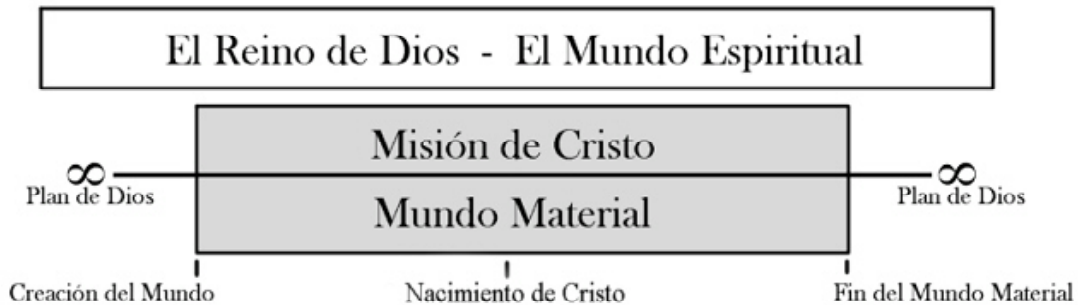 El Reino de Dios - El Mundo Espiritual
Misión de Cristo
∞ ∞
Plan de Dios Plan de Dios
Mundo Material
Creación del Mundo Nacimiento de Cristo Fin del Mundo Material